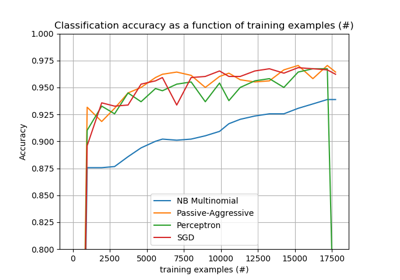 Classification accuracy as a function of training examples (#)
1.000
0.975
0.950
0.925
0.900
0.875
0.850
0.825
0.800
Accuracy
NB Multinomial
Passive-Aggressive
Perceptron
SGD
0 2500 5000 7500 10000 12500 15000 17500
training examples (#)